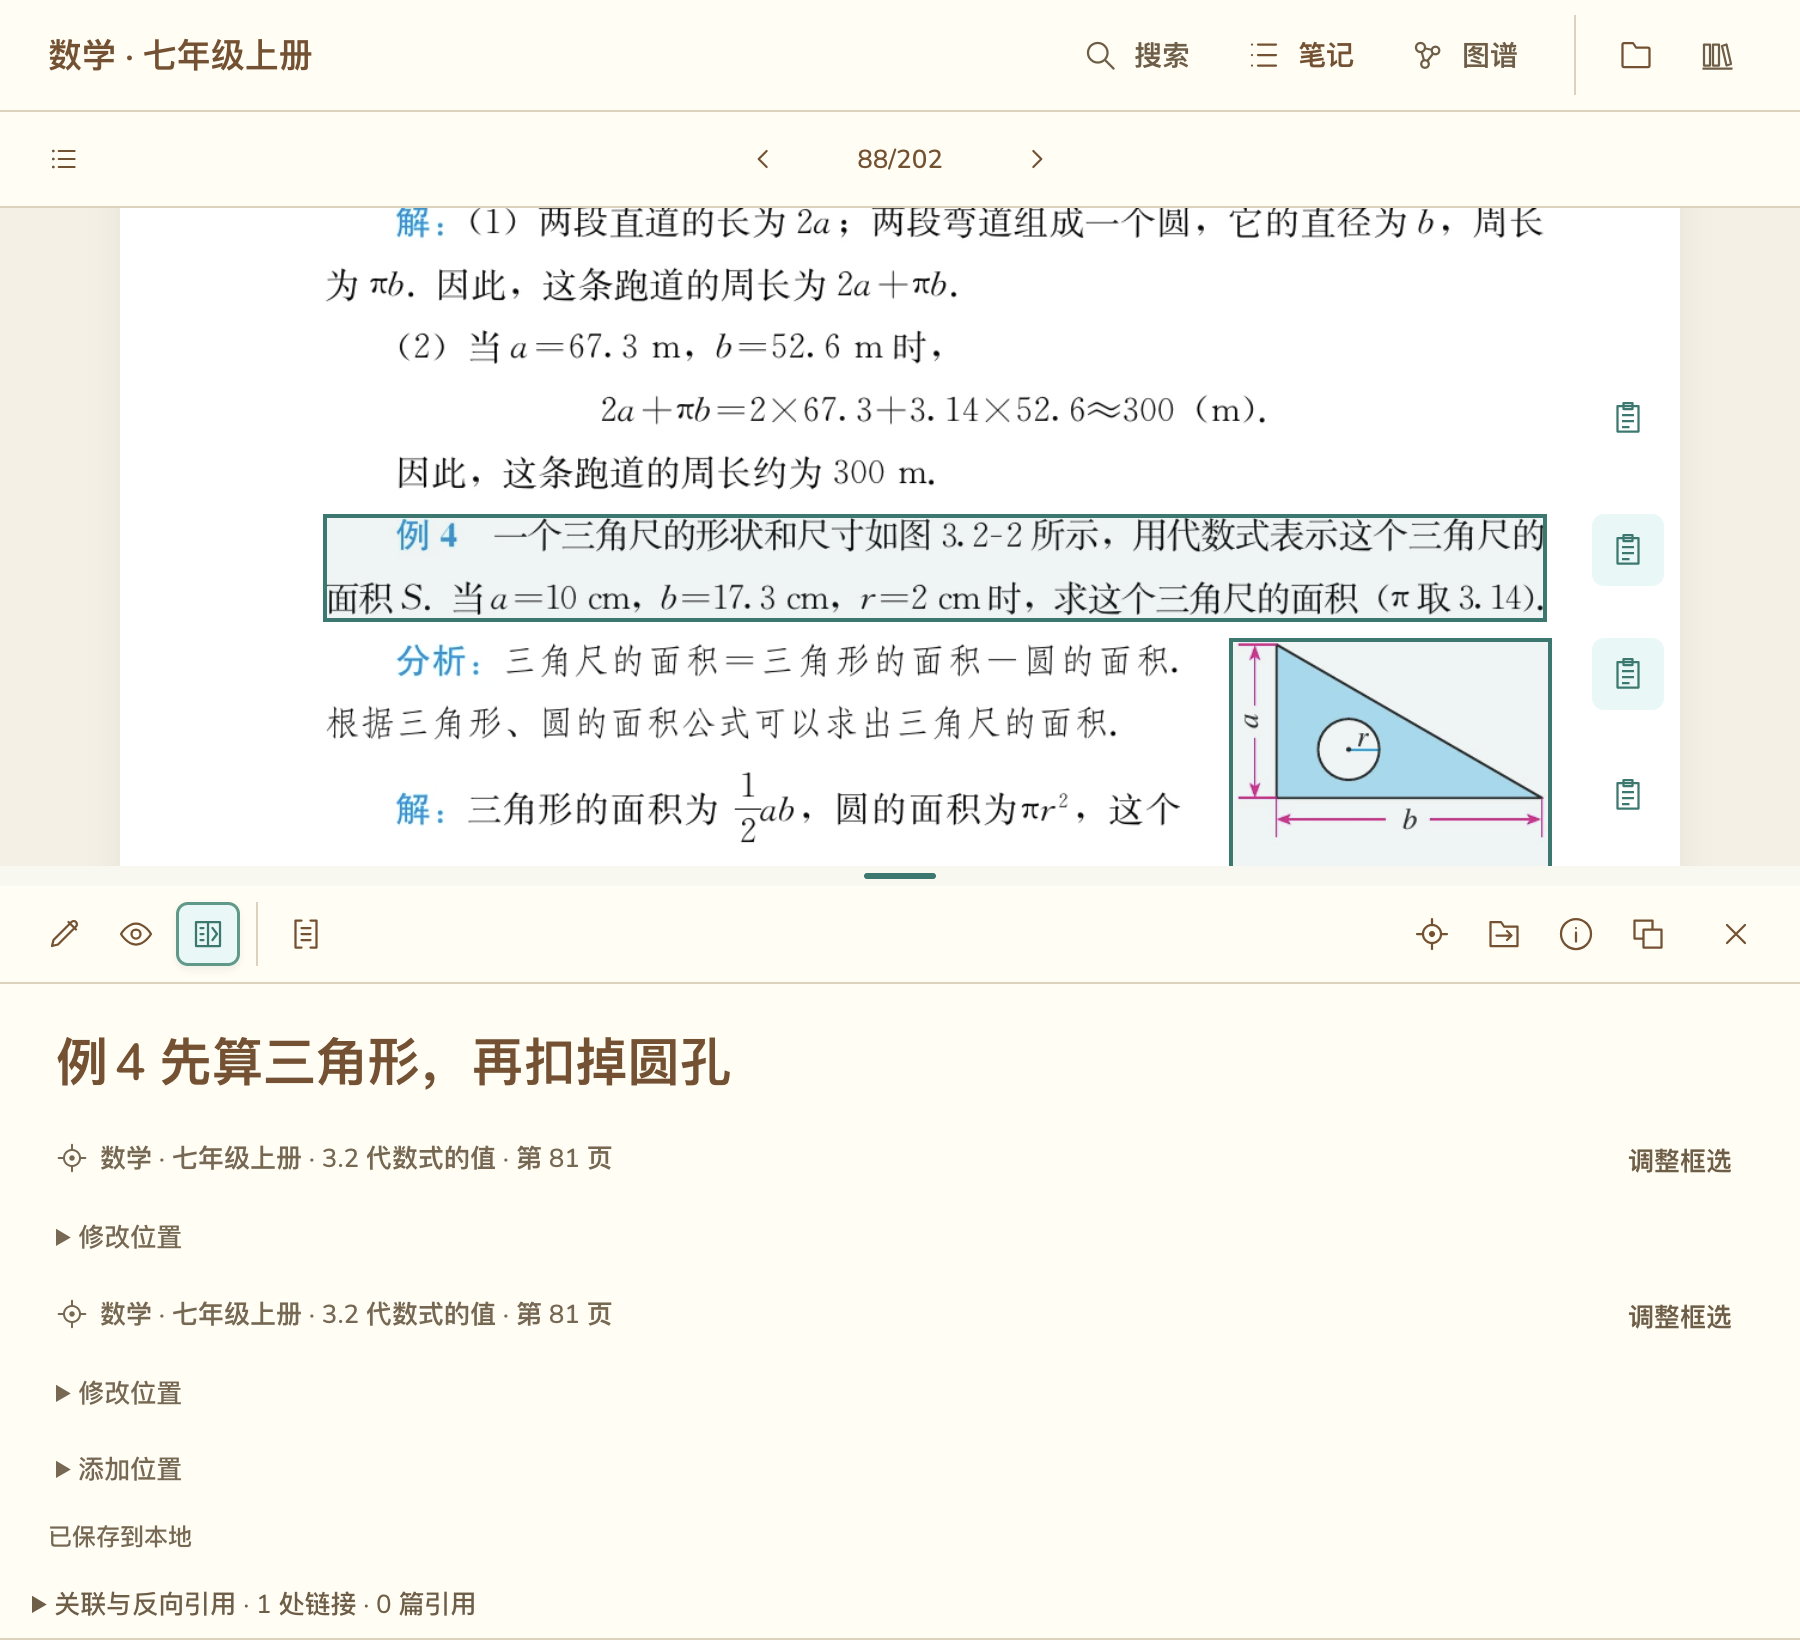 数学 · 七年级上册
搜索
笔记
图谱
88/202
解：（1）两段直道的长为 2a；两段弯道组成一个圆，它的直径为 b，周长
为 πb. 因此，这条跑道的周长为 2a＋πb.
（2）当 a＝67.3 m，b＝52.6 m 时，
2a＋πb＝2×67.3＋3.14×52.6≈300（m）.
因此，这条跑道的周长约为 300 m.
例 4 一个三角尺的形状和尺寸如图 3.2-2 所示，用代数式表示这个三角尺的
面积 S. 当 a＝10 cm，b＝17.3 cm，r＝2 cm 时，求这个三角尺的面积（π 取 3.14）.
分析：三角尺的面积＝三角形的面积－圆的面积.
根据三角形、圆的面积公式可以求出三角尺的面积.
解：三角形的面积为 1/2 ab，圆的面积为πr²，这个
a
r
b
例 4 先算三角形，再扣掉圆孔
数学 · 七年级上册 · 3.2 代数式的值 · 第 81 页
调整框选
修改位置
数学 · 七年级上册 · 3.2 代数式的值 · 第 81 页
调整框选
修改位置
添加位置
已保存到本地
关联与反向引用 · 1 处链接 · 0 篇引用